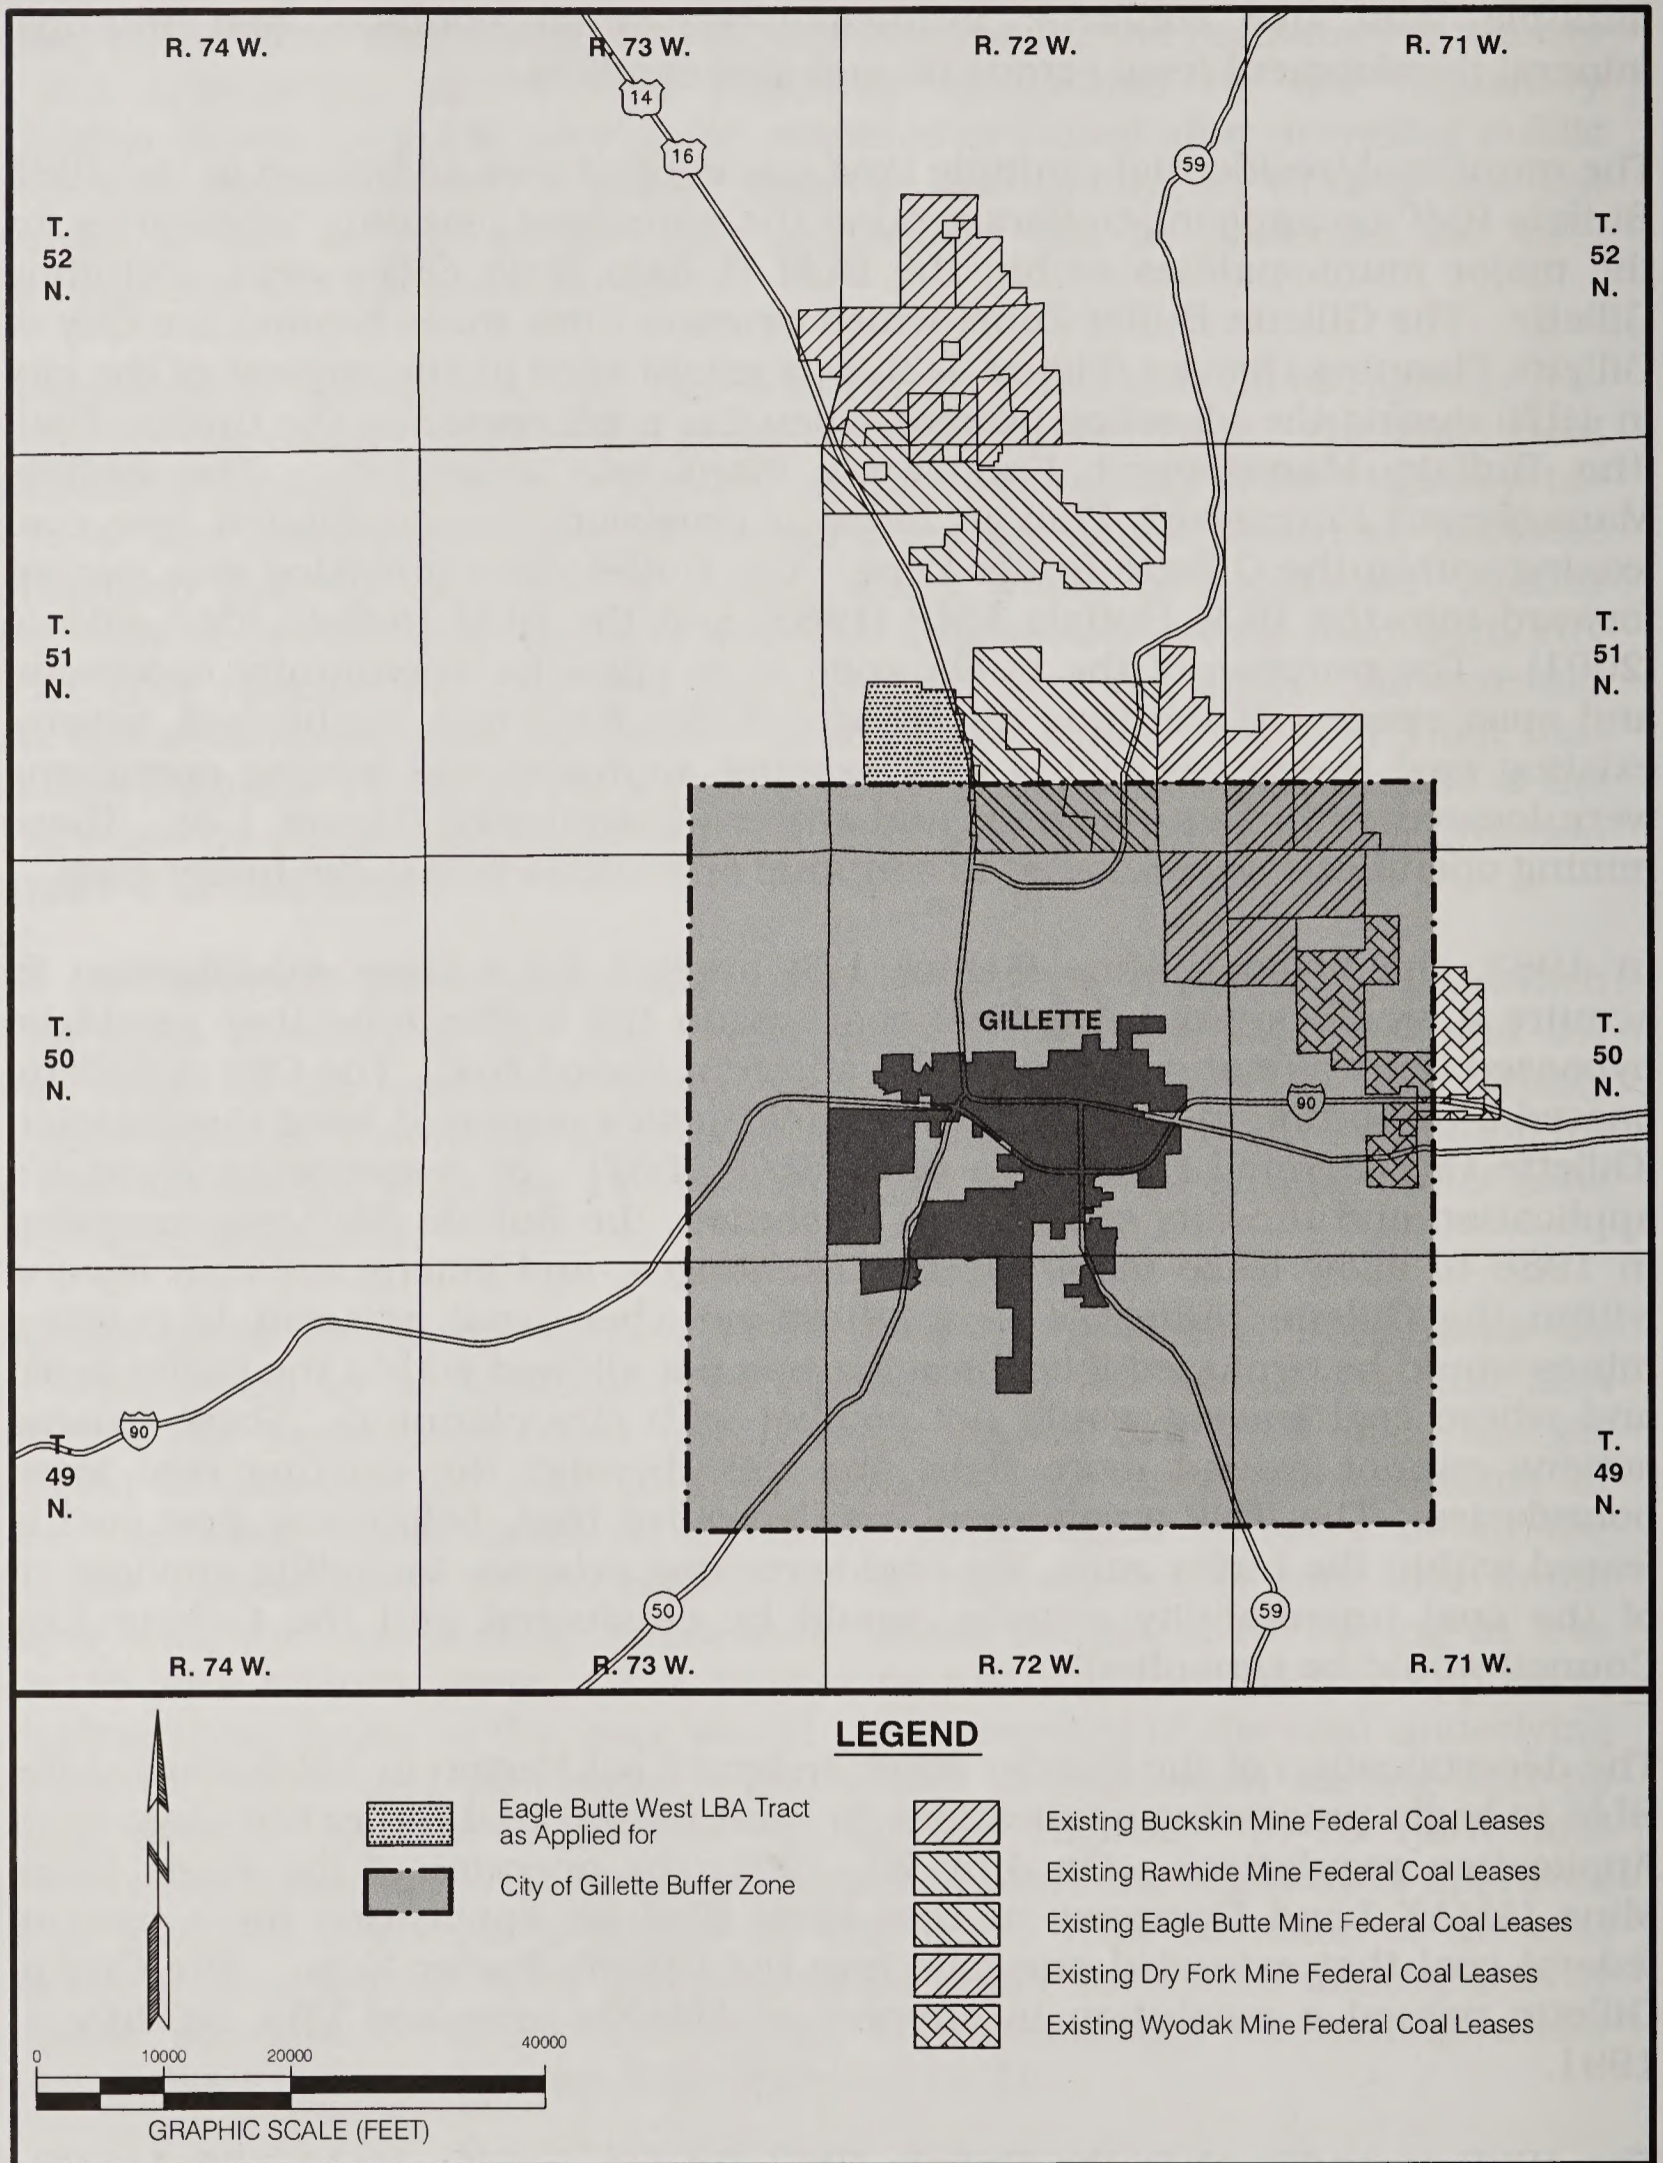 R. 74 W.
R. 73 W.
R. 72 W.
R. 71 W.
14
16
59
T.
52
N.
T.
52
N.
T.
51
N.
T.
51
N.
GILLETTE
T.
50
N.
T.
50
N.
90
90
T.
49
N.
T.
49
N.
50
59
R. 74 W.
R. 73 W.
R. 72 W.
R. 71 W.
LEGEND
N
Eagle Butte West LBA Tract
as Applied for
City of Gillette Buffer Zone
Existing Buckskin Mine Federal Coal Leases
Existing Rawhide Mine Federal Coal Leases
Existing Eagle Butte Mine Federal Coal Leases
Existing Dry Fork Mine Federal Coal Leases
Existing Wyodak Mine Federal Coal Leases
0
10000
20000
40000
GRAPHIC SCALE (FEET)